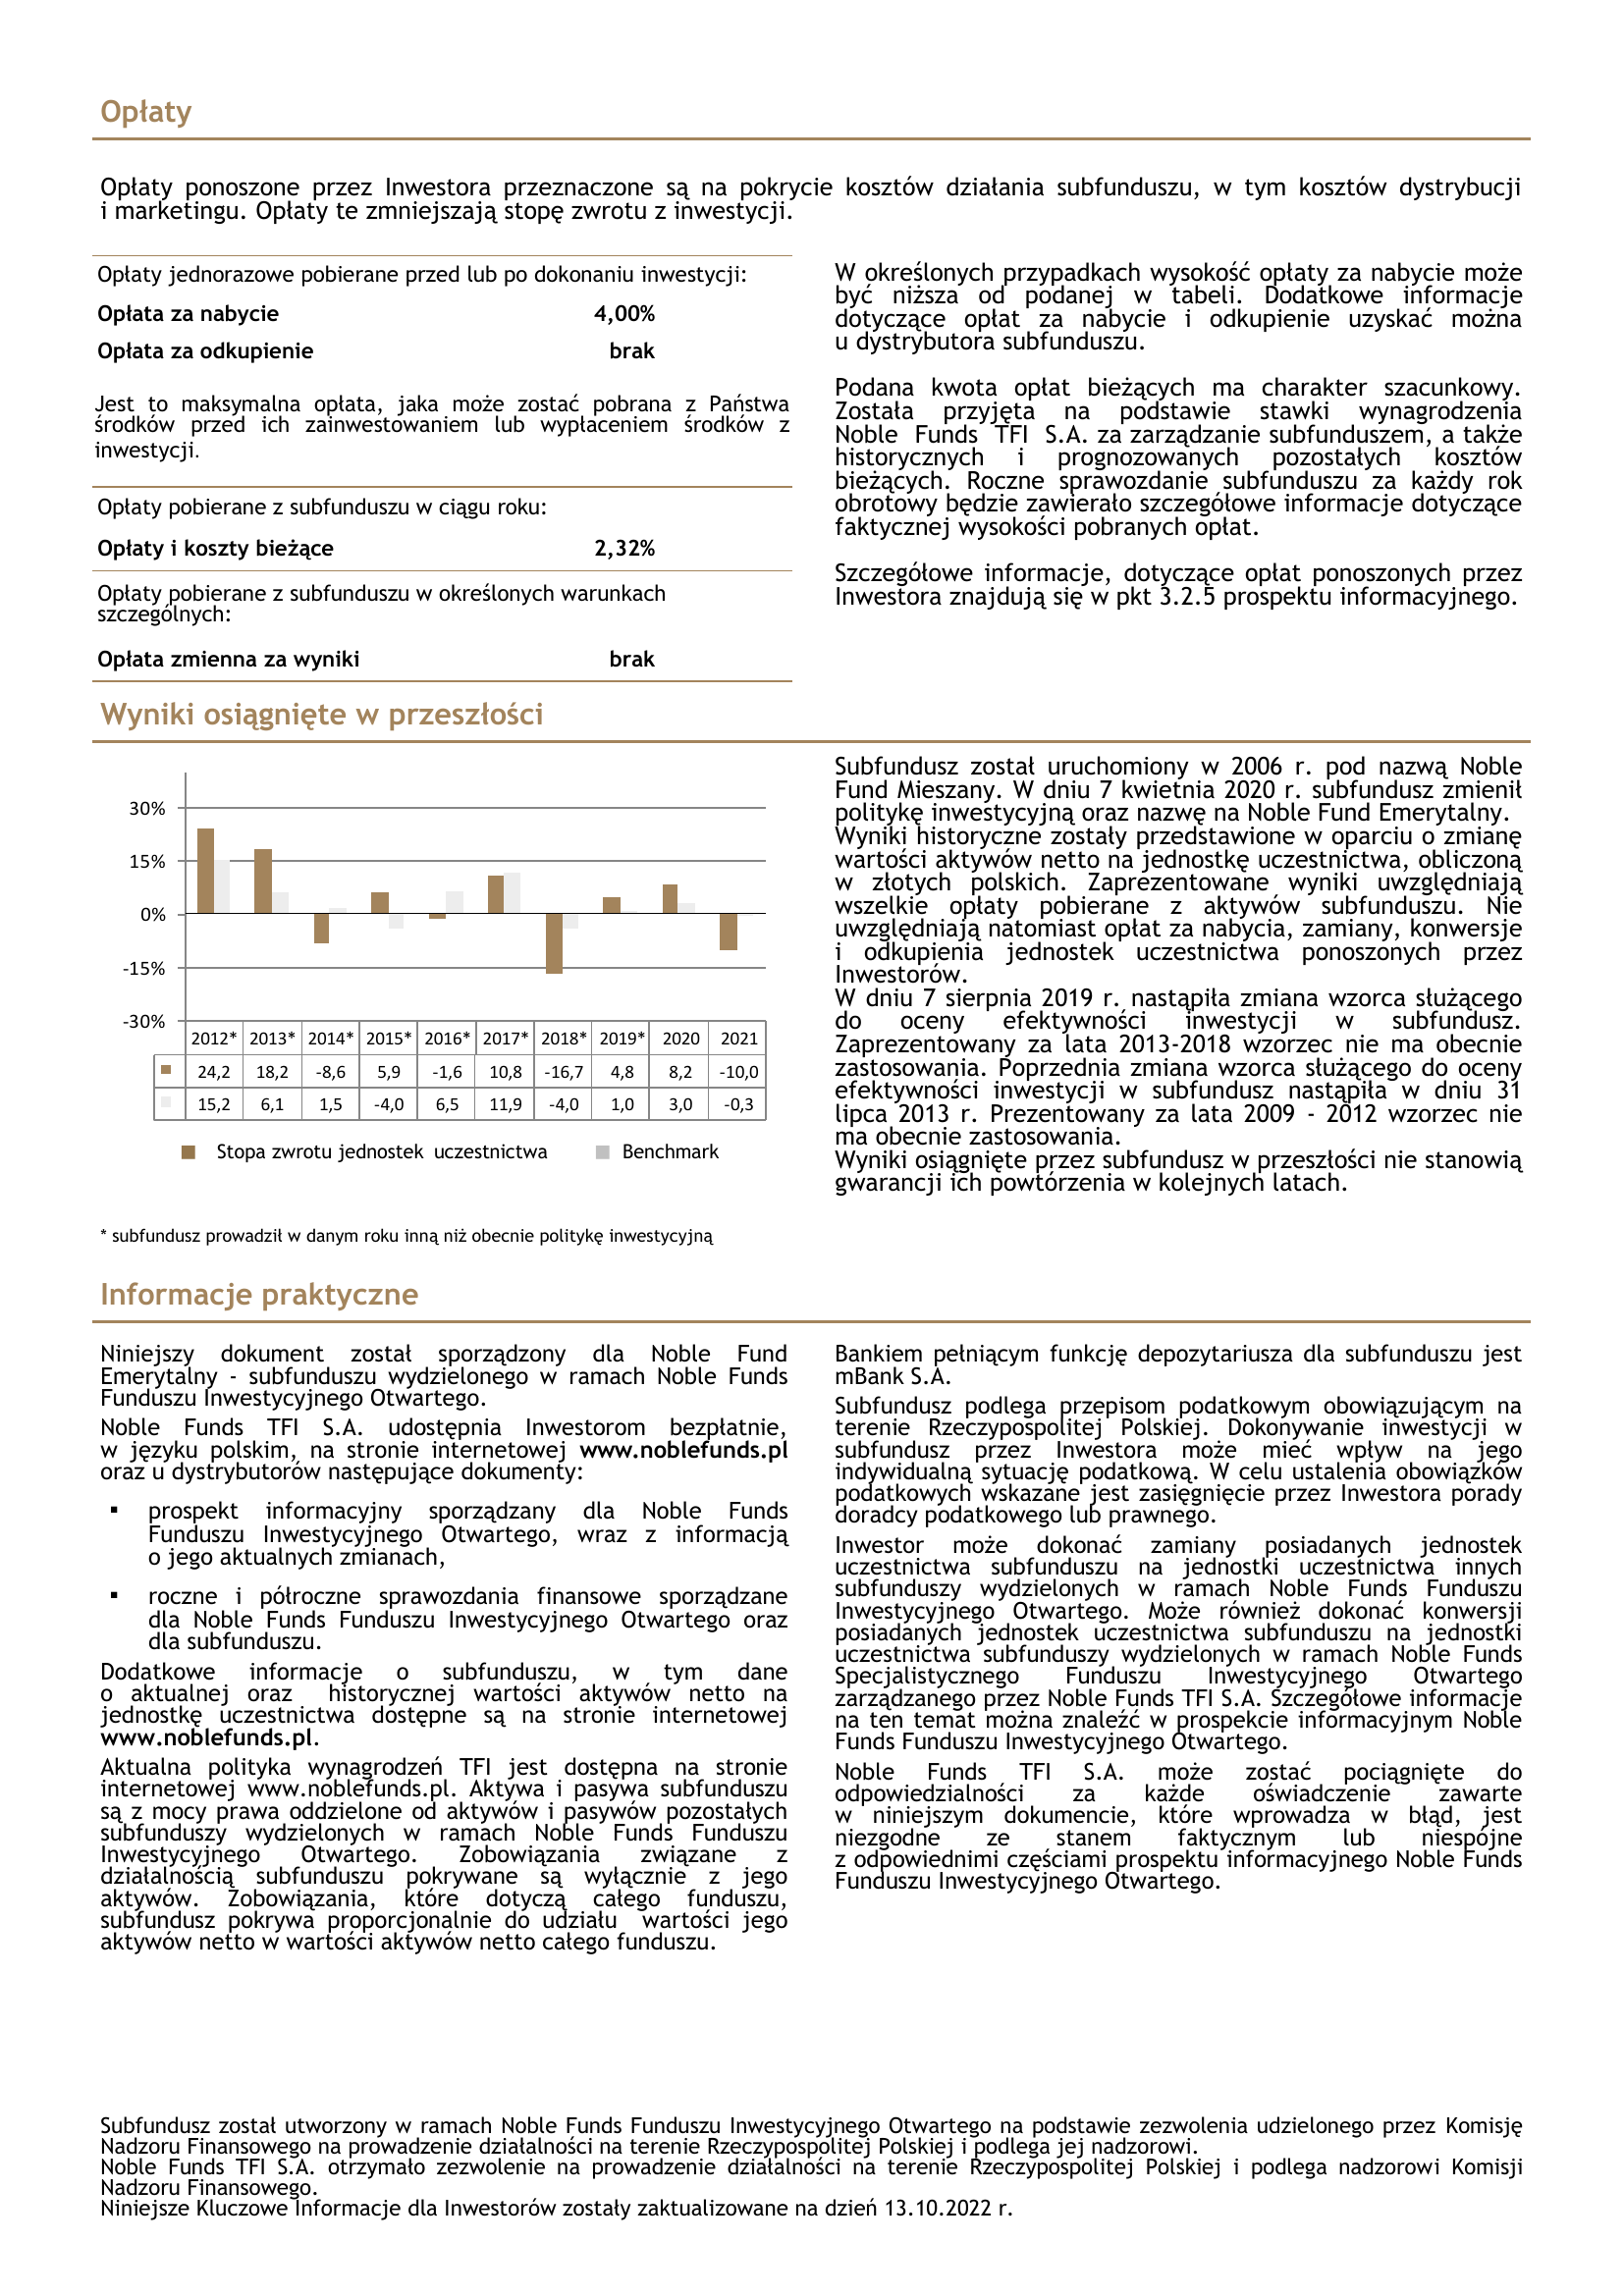 Opłaty
Opłaty ponoszone przez Inwestora przeznaczone są na pokrycie kosztów działania subfunduszu, w tym kosztów dystrybucji
i marketingu. Opłaty te zmniejszają stopę zwrotu z inwestycji.
Opłaty jednorazowe pobierane przed lub po dokonaniu inwestycji:
Opłata za nabycie 4,00%
Opłata za odkupienie brak
Jest to maksymalna opłata, jaka może zostać pobrana z Państwa
środków przed ich zainwestowaniem lub wypłaceniem środków z
inwestycji.
Opłaty pobierane z subfunduszu w ciągu roku:
Opłaty i koszty bieżące 2,32%
Opłaty pobierane z subfunduszu w określonych warunkach
szczególnych:
Opłata zmienna za wyniki brak
W określonych przypadkach wysokość opłaty za nabycie może
być niższa od podanej w tabeli. Dodatkowe informacje
dotyczące opłat za nabycie i odkupienie uzyskać można
u dystrybutora subfunduszu.
Podana kwota opłat bieżących ma charakter szacunkowy.
Została przyjęta na podstawie stawki wynagrodzenia
Noble Funds TFI S.A. za zarządzanie subfunduszem, a także
historycznych i prognozowanych pozostałych kosztów
bieżących. Roczne sprawozdanie subfunduszu za każdy rok
obrotowy będzie zawierało szczegółowe informacje dotyczące
faktycznej wysokości pobranych opłat.
Szczegółowe informacje, dotyczące opłat ponoszonych przez
Inwestora znajdują się w pkt 3.2.5 prospektu informacyjnego.
Wyniki osiągnięte w przeszłości
30%
15%
0%
-15%
-30%
2012* 2013* 2014* 2015* 2016* 2017* 2018* 2019* 2020 2021
24,2 18,2 -8,6 5,9 -1,6 10,8 -16,7 4,8 8,2 -10,0
15,2 6,1 1,5 -4,0 6,5 11,9 -4,0 1,0 3,0 -0,3
Stopa zwrotu jednostek uczestnictwa Benchmark
* subfundusz prowadził w danym roku inną niż obecnie politykę inwestycyjną
Subfundusz został uruchomiony w 2006 r. pod nazwą Noble
Fund Mieszany. W dniu 7 kwietnia 2020 r. subfundusz zmienił
politykę inwestycyjną oraz nazwę na Noble Fund Emerytalny.
Wyniki historyczne zostały przedstawione w oparciu o zmianę
wartości aktywów netto na jednostkę uczestnictwa, obliczoną
w złotych polskich. Zaprezentowane wyniki uwzględniają
wszelkie opłaty pobierane z aktywów subfunduszu. Nie
uwzględniają natomiast opłat za nabycia, zamiany, konwersje
i odkupienia jednostek uczestnictwa ponoszonych przez
Inwestorów.
W dniu 7 sierpnia 2019 r. nastąpiła zmiana wzorca służącego
do oceny efektywności inwestycji w subfundusz.
Zaprezentowany za lata 2013-2018 wzorzec nie ma obecnie
zastosowania. Poprzednia zmiana wzorca służącego do oceny
efektywności inwestycji w subfundusz nastąpiła w dniu 31
lipca 2013 r. Prezentowany za lata 2009 - 2012 wzorzec nie
ma obecnie zastosowania.
Wyniki osiągnięte przez subfundusz w przeszłości nie stanowią
gwarancji ich powtórzenia w kolejnych latach.
Informacje praktyczne
Niniejszy dokument został sporządzony dla Noble Fund
Emerytalny - subfunduszu wydzielonego w ramach Noble Funds
Funduszu Inwestycyjnego Otwartego.
Noble Funds TFI S.A. udostępnia Inwestorom bezpłatnie,
w języku polskim, na stronie internetowej www.noblefunds.pl
oraz u dystrybutorów następujące dokumenty:
▪ prospekt informacyjny sporządzany dla Noble Funds
Funduszu Inwestycyjnego Otwartego, wraz z informacją
o jego aktualnych zmianach,
▪ roczne i półroczne sprawozdania finansowe sporządzane
dla Noble Funds Funduszu Inwestycyjnego Otwartego oraz
dla subfunduszu.
Dodatkowe informacje o subfunduszu, w tym dane
o aktualnej oraz historycznej wartości aktywów netto na
jednostkę uczestnictwa dostępne są na stronie internetowej
www.noblefunds.pl.
Aktualna polityka wynagrodzeń TFI jest dostępna na stronie
internetowej www.noblefunds.pl. Aktywa i pasywa subfunduszu
są z mocy prawa oddzielone od aktywów i pasywów pozostałych
subfunduszy wydzielonych w ramach Noble Funds Funduszu
Inwestycyjnego Otwartego. Zobowiązania związane z
działalnością subfunduszu pokrywane są wyłącznie z jego
aktywów. Zobowiązania, które dotyczą całego funduszu,
subfundusz pokrywa proporcjonalnie do udziału wartości jego
aktywów netto w wartości aktywów netto całego funduszu.
Bankiem pełniącym funkcję depozytariusza dla subfunduszu jest
mBank S.A.
Subfundusz podlega przepisom podatkowym obowiązującym na
terenie Rzeczypospolitej Polskiej. Dokonywanie inwestycji w
subfundusz przez Inwestora może mieć wpływ na jego
indywidualną sytuację podatkową. W celu ustalenia obowiązków
podatkowych wskazane jest zasięgnięcie przez Inwestora porady
doradcy podatkowego lub prawnego.
Inwestor może dokonać zamiany posiadanych jednostek
uczestnictwa subfunduszu na jednostki uczestnictwa innych
subfunduszy wydzielonych w ramach Noble Funds Funduszu
Inwestycyjnego Otwartego. Może również dokonać konwersji
posiadanych jednostek uczestnictwa subfunduszu na jednostki
uczestnictwa subfunduszy wydzielonych w ramach Noble Funds
Specjalistycznego Funduszu Inwestycyjnego Otwartego
zarządzanego przez Noble Funds TFI S.A. Szczegółowe informacje
na ten temat można znaleźć w prospekcie informacyjnym Noble
Funds Funduszu Inwestycyjnego Otwartego.
Noble Funds TFI S.A. może zostać pociągnięte do
odpowiedzialności za każde oświadczenie zawarte
w niniejszym dokumencie, które wprowadza w błąd, jest
niezgodne ze stanem faktycznym lub niespójne
z odpowiednimi częściami prospektu informacyjnego Noble Funds
Funduszu Inwestycyjnego Otwartego.
Subfundusz został utworzony w ramach Noble Funds Funduszu Inwestycyjnego Otwartego na podstawie zezwolenia udzielonego przez Komisję
Nadzoru Finansowego na prowadzenie działalności na terenie Rzeczypospolitej Polskiej i podlega jej nadzorowi.
Noble Funds TFI S.A. otrzymało zezwolenie na prowadzenie działalności na terenie Rzeczypospolitej Polskiej i podlega nadzorowi Komisji
Nadzoru Finansowego.
Niniejsze Kluczowe Informacje dla Inwestorów zostały zaktualizowane na dzień 13.10.2022 r.